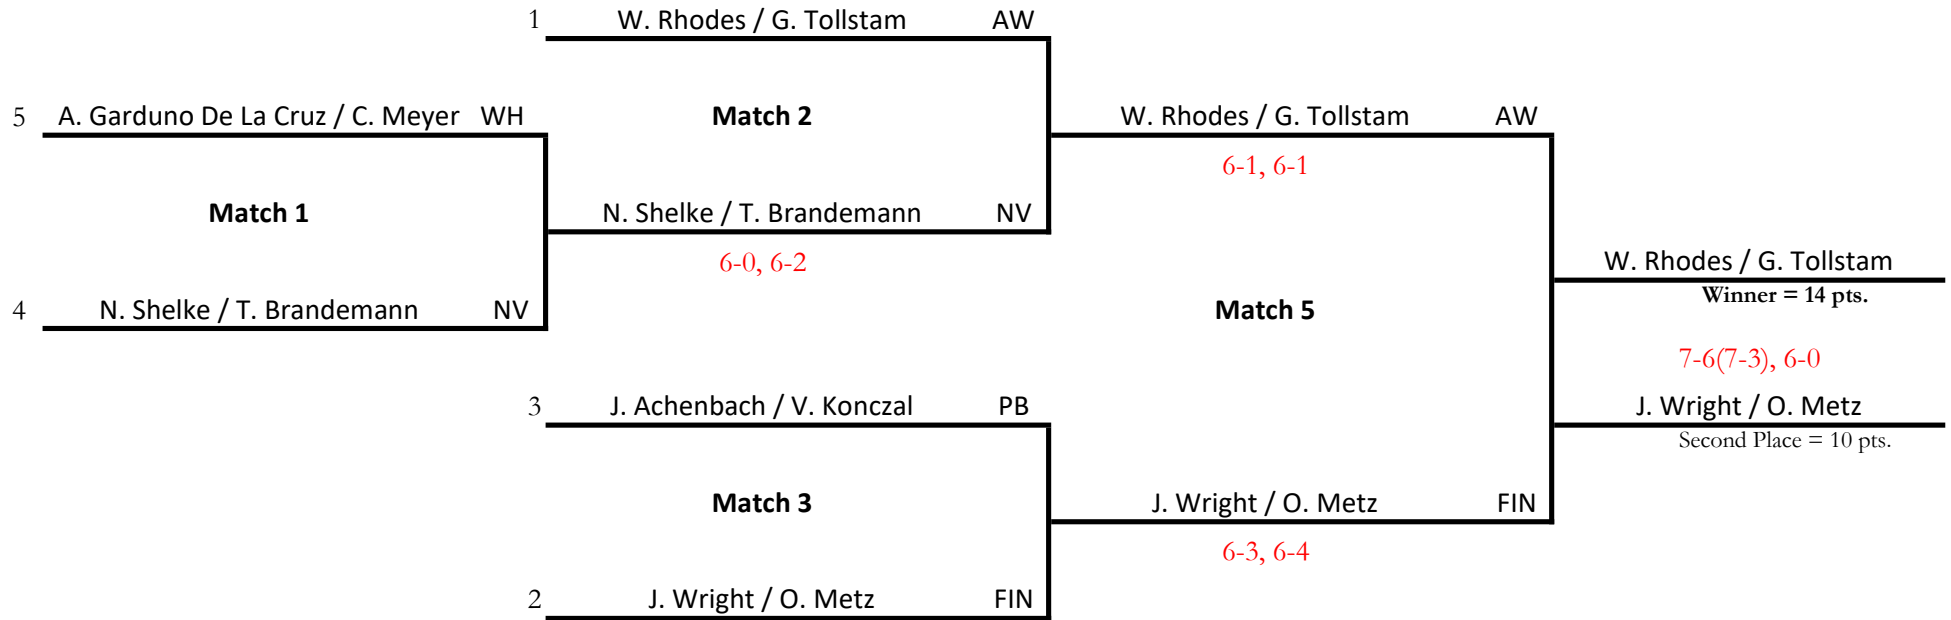 1 W. Rhodes / G. Tollstam AW
5 A. Garduno De La Cruz / C. Meyer WH
Match 2
W. Rhodes / G. Tollstam AW
6-1, 6-1
Match 1
N. Shelke / T. Brandemann NV
6-0, 6-2
W. Rhodes / G. Tollstam
Winner = 14 pts.
4 N. Shelke / T. Brandemann NV
Match 5
7-6(7-3), 6-0
3 J. Achenbach / V. Konczal PB
J. Wright / O. Metz
Second Place = 10 pts.
Match 3
J. Wright / O. Metz FIN
6-3, 6-4
2 J. Wright / O. Metz FIN